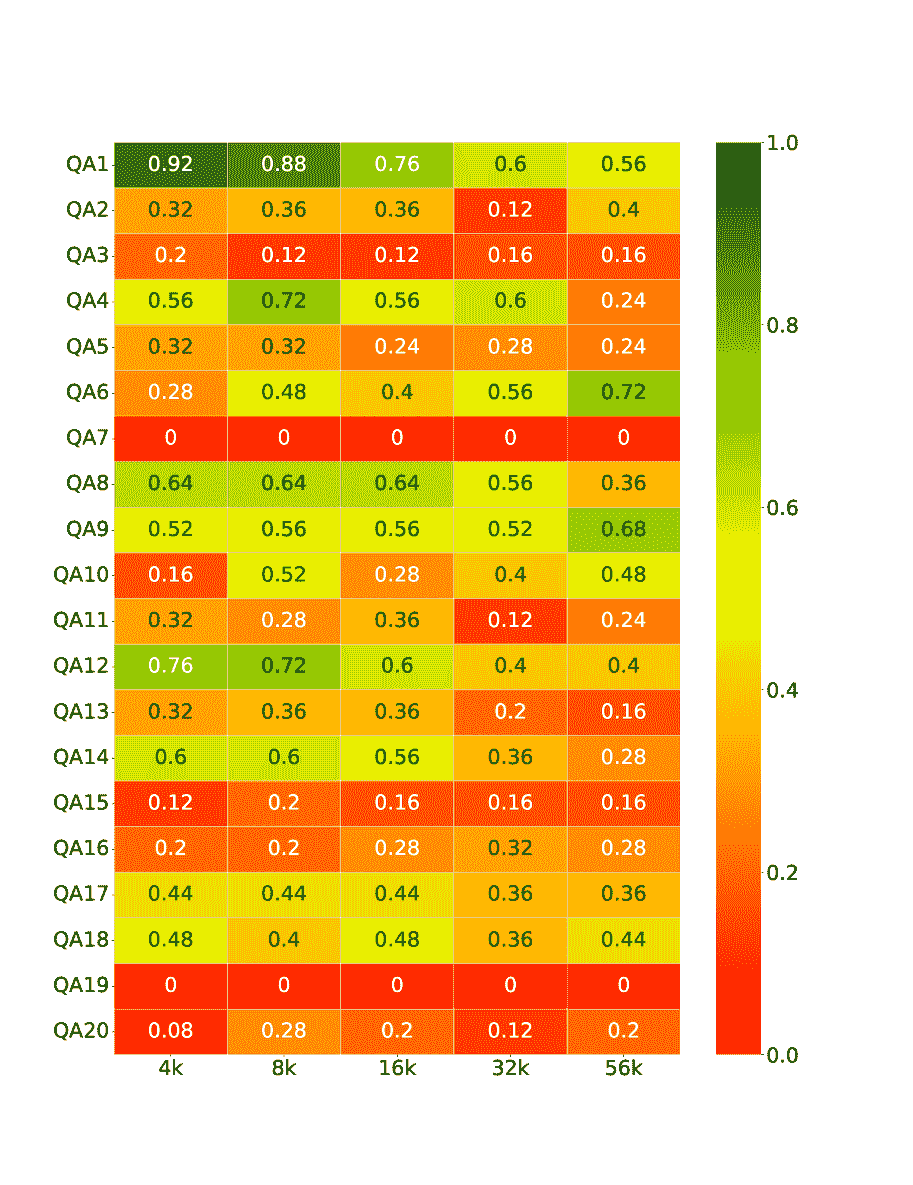 1.0
QA1 0.92 0.88 0.76 0.6 0.56
QA2 0.32 0.36 0.36 0.12 0.4
QA3 0.2 0.12 0.12 0.16 0.16
QA4 0.56 0.72 0.56 0.6 0.24
0.8
QA5 0.32 0.32 0.24 0.28 0.24
QA6 0.28 0.48 0.4 0.56 0.72
QA7 0 0 0 0 0
QA8 0.64 0.64 0.64 0.56 0.36
0.6
QA9 0.52 0.56 0.56 0.52 0.68
QA10 0.16 0.52 0.28 0.4 0.48
QA11 0.32 0.28 0.36 0.12 0.24
QA12 0.76 0.72 0.6 0.4 0.4
0.4
QA13 0.32 0.36 0.36 0.2 0.16
QA14 0.6 0.6 0.56 0.36 0.28
QA15 0.12 0.2 0.16 0.16 0.16
QA16 0.2 0.2 0.28 0.32 0.28
0.2
QA17 0.44 0.44 0.44 0.36 0.36
QA18 0.48 0.4 0.48 0.36 0.44
QA19 0 0 0 0 0
QA20 0.08 0.28 0.2 0.12 0.2
0.0
4k 8k 16k 32k 56k